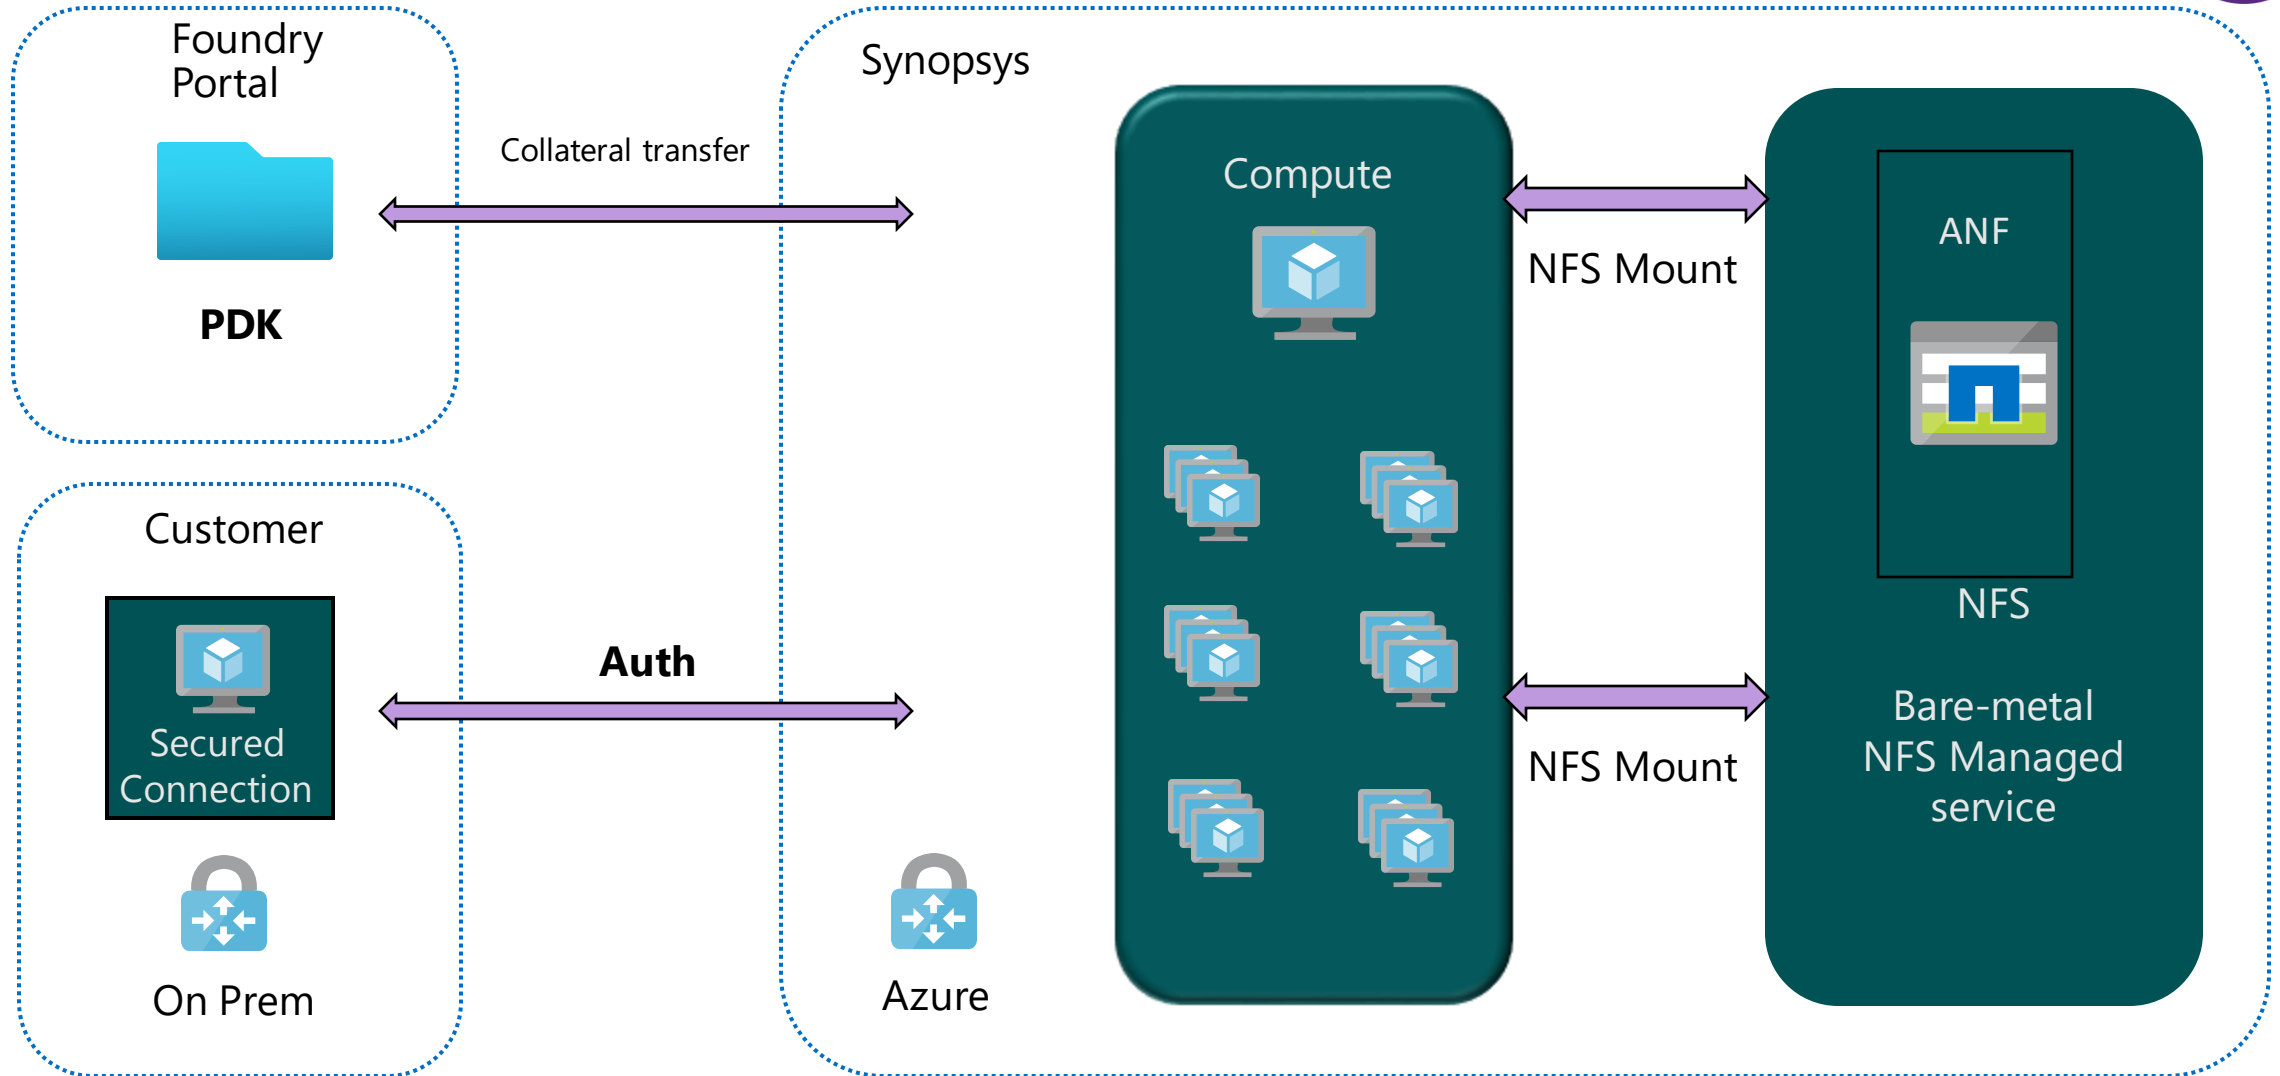 Foundry
Portal
PDK
Collateral transfer
Customer
Secured
Connection
On Prem
Auth
Synopsys
Azure
Compute
NFS Mount
NFS Mount
ANF
NFS
Bare-metal
NFS Managed
service